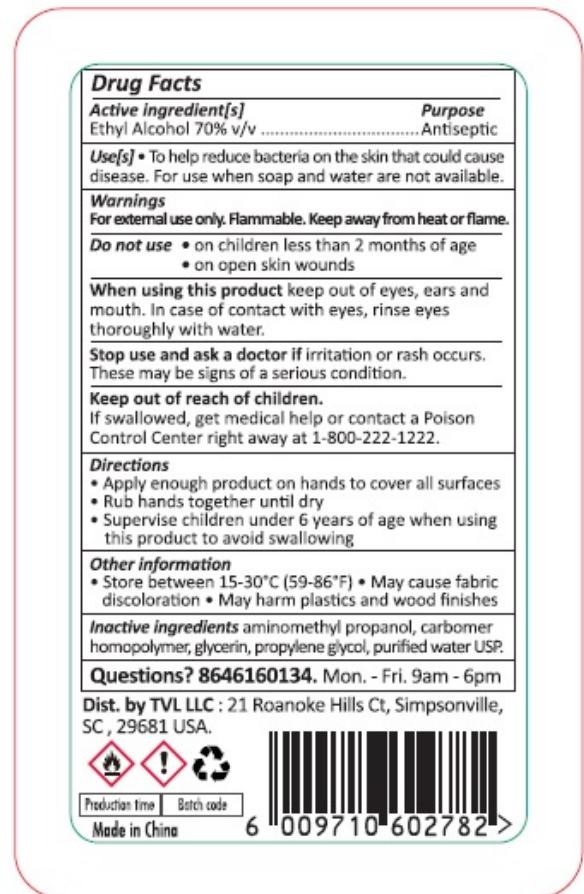 Drug Facts
Active ingredient[s] Purpose
Ethyl Alcohol 70% v/v ................................. Antiseptic
Use[s] • To help reduce bacteria on the skin that could cause
disease. For use when soap and water are not available.
Warnings
For external use only. Flammable. Keep away from heat or flame.
Do not use • on children less than 2 months of age
• on open skin wounds
When using this product keep out of eyes, ears and
mouth. In case of contact with eyes, rinse eyes
thoroughly with water.
Stop use and ask a doctor if irritation or rash occurs.
These may be signs of a serious condition.
Keep out of reach of children.
If swallowed, get medical help or contact a Poison
Control Center right away at 1-800-222-1222.
Directions
• Apply enough product on hands to cover all surfaces
• Rub hands together until dry
• Supervise children under 6 years of age when using
this product to avoid swallowing
Other information
• Store between 15-30°C (59-86°F) • May cause fabric
discoloration • May harm plastics and wood finishes
Inactive ingredients aminomethyl propanol, carbomer
homopolymer, glycerin, propylene glycol, purified water USP.
Questions? 8646160134. Mon. - Fri. 9am - 6pm
Dist. by TVL LLC : 21 Roanoke Hills Ct, Simpsonville,
SC , 29681 USA.
Production time Batch code
Made in China
6 009710 602782 >